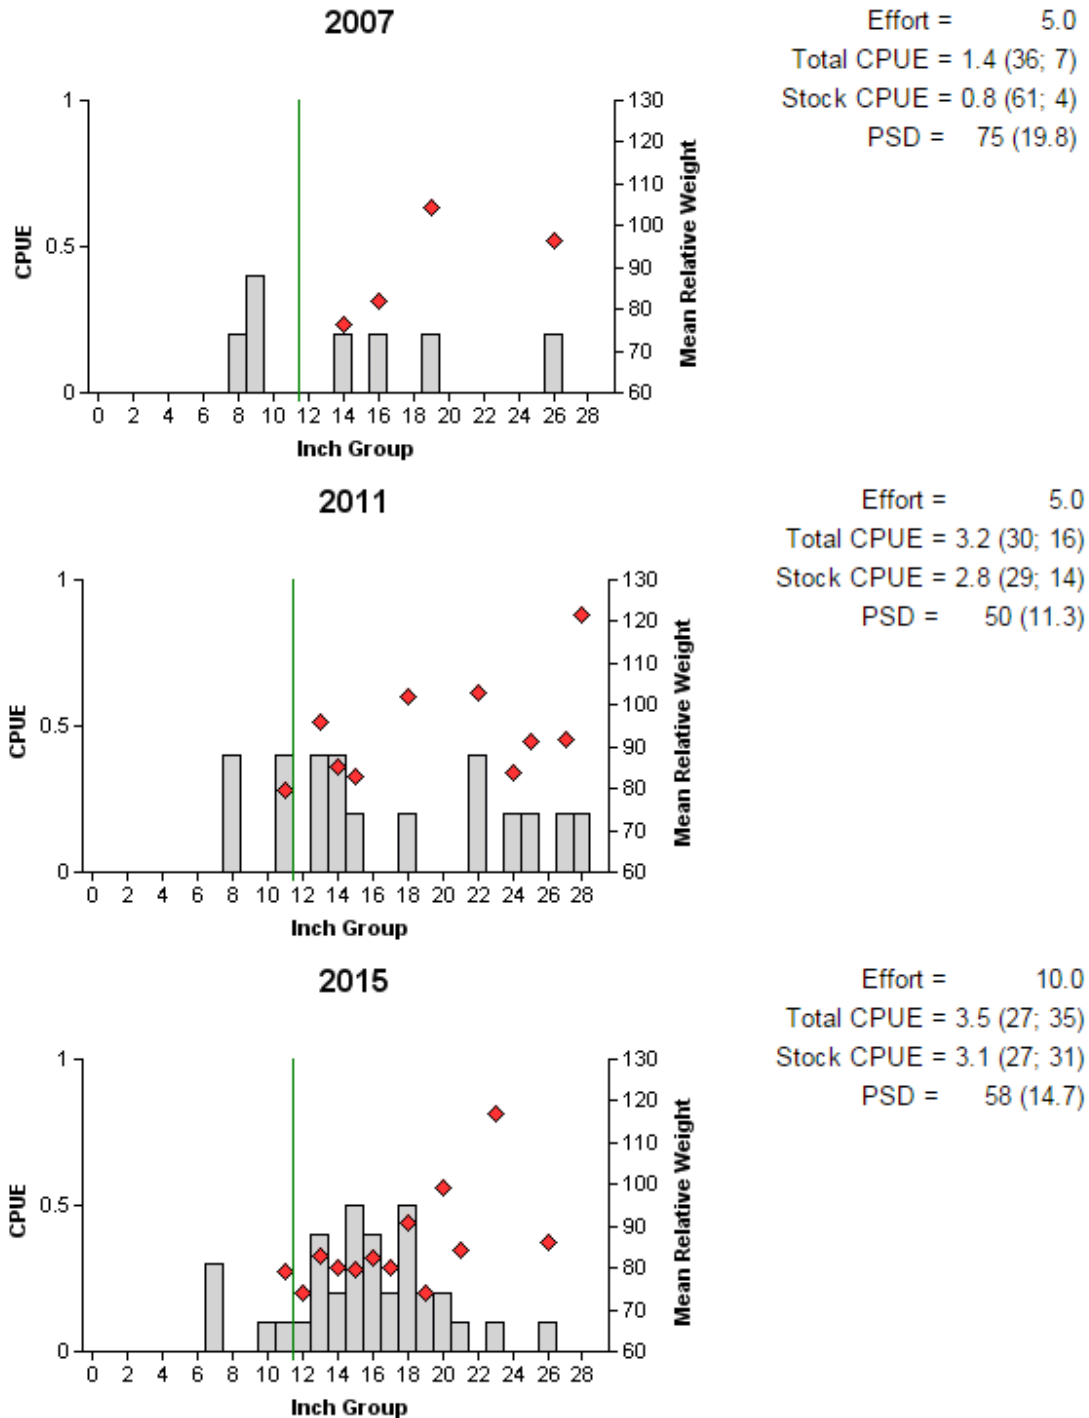 2007
Effort = 5.0
Total CPUE = 1.4 (36; 7)
Stock CPUE = 0.8 (61; 4)
PSD = 75 (19.8)
1
0.5
0
CPUE
130
120
110
100
90
80
70
60
Mean Relative Weight
0 2 4 6 8 10 12 14 16 18 20 22 24 26 28
Inch Group
2011
Effort = 5.0
Total CPUE = 3.2 (30; 16)
Stock CPUE = 2.8 (29; 14)
PSD = 50 (11.3)
1
0.5
0
CPUE
130
120
110
100
90
80
70
60
Mean Relative Weight
0 2 4 6 8 10 12 14 16 18 20 22 24 26 28
Inch Group
2015
Effort = 10.0
Total CPUE = 3.5 (27; 35)
Stock CPUE = 3.1 (27; 31)
PSD = 58 (14.7)
1
0.5
0
CPUE
130
120
110
100
90
80
70
60
Mean Relative Weight
0 2 4 6 8 10 12 14 16 18 20 22 24 26 28
Inch Group